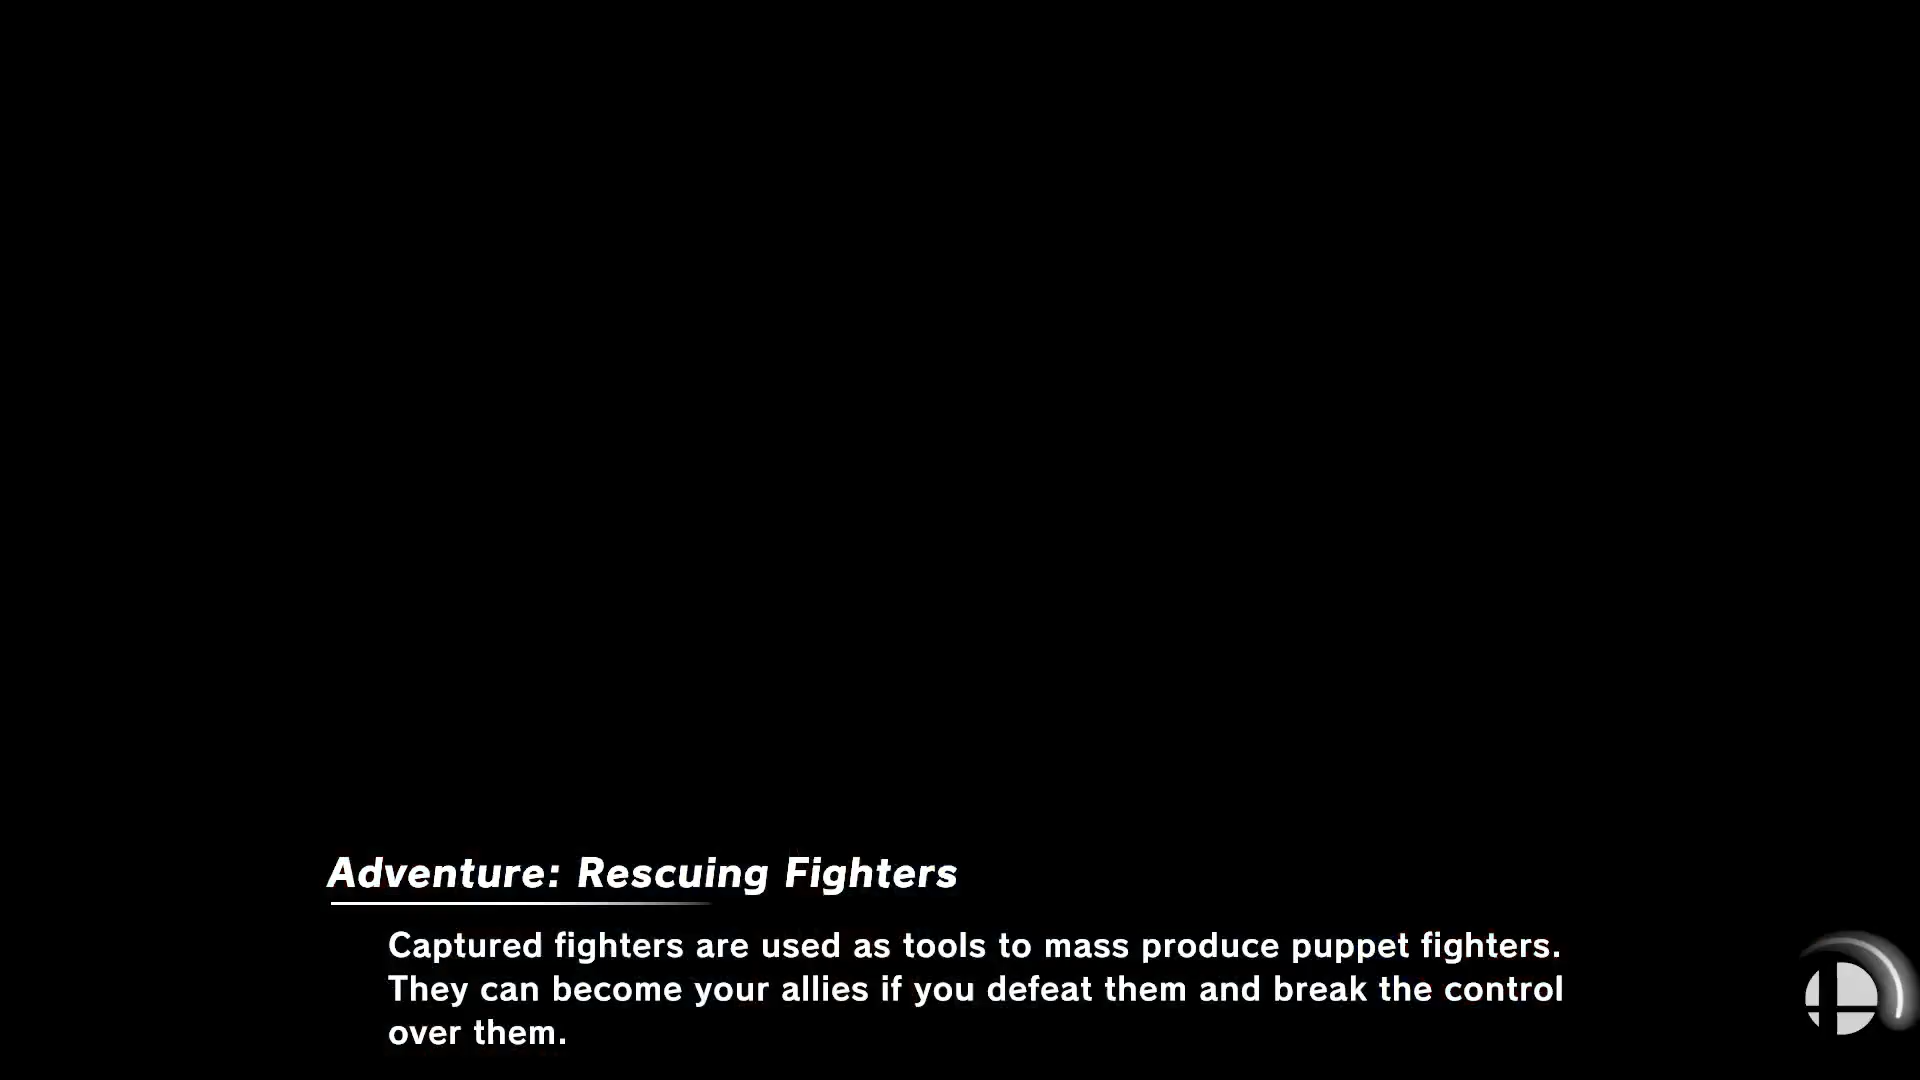 Adventure: Rescuing Fighters
Captured fighters are used as tools to mass produce puppet fighters.
They can become your allies if you defeat them and break the control
over them.